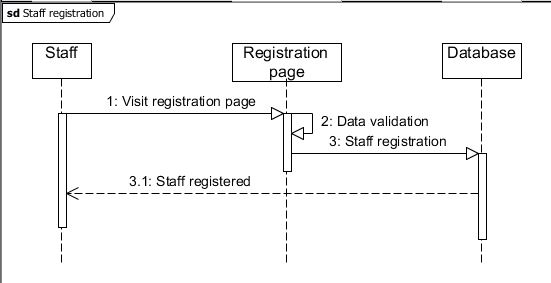 sd Staff registration
Staff
Registration
page
Database
1: Visit registration page
2: Data validation
3: Staff registration
3.1: Staff registered